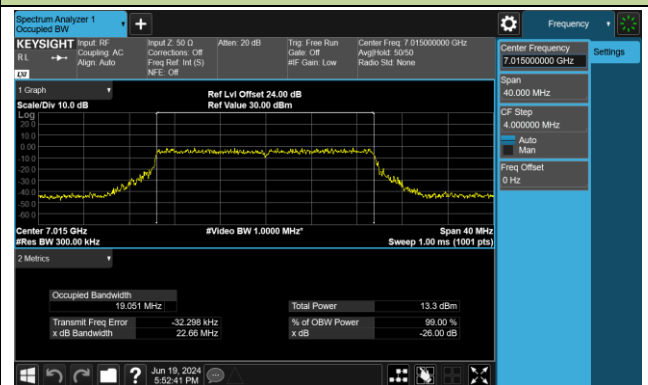 Spectrum Analyzer 1
Occupied BW
+
Frequency
KEYSIGHT
RL
LXI
Input: RF
Coupling: AC
Align: Auto
Input Z: 50 Ω
Corrections: Off
Freq Ref: Int (S)
NFE: Off
Atten: 20 dB
Trig: Free Run
Gate: Off
#IF Gain: Low
Center Freq: 7.015000000 GHz
Avg|Hold: 50/50
Radio Std: None
Center Frequency
7.015000000 GHz
Settings
Span
40.000 MHz
CF Step
4.000000 MHz
Auto
Man
Freq Offset
0 Hz
1 Graph
Scale/Div 10.0 dB
Ref Lvl Offset 24.00 dB
Ref Value 30.00 dBm
Log
20.0
10.0
0.00
-10.0
-20.0
-30.0
-40.0
-50.0
-60.0
Center 7.015 GHz
#Video BW 1.0000 MHz*
Span 40 MHz
#Res BW 300.00 kHz
Sweep 1.00 ms (1001 pts)
2 Metrics
Occupied Bandwidth
19.051 MHz
Total Power 13.3 dBm
Transmit Freq Error -32.298 kHz
% of OBW Power 99.00 %
x dB Bandwidth 22.66 MHz
x dB -26.00 dB
?
Jun 19, 2024
5:52:41 PM